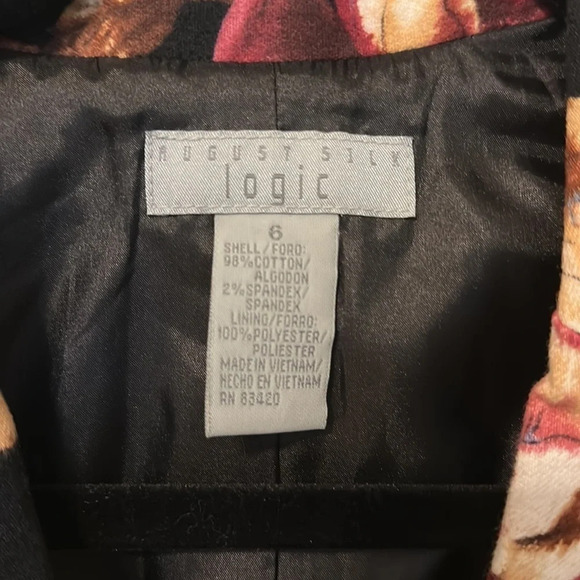 AUGUST SILK
logic
6
SHELL/FORO:
98%COTTON/
ALGODON
2%SPANDEX/
SPANDEX
LINING/FORRO:
100%POLYESTER/
POLIESTER
MADE IN VIETNAM/
HECHO EN VIETNAM
RN 83420